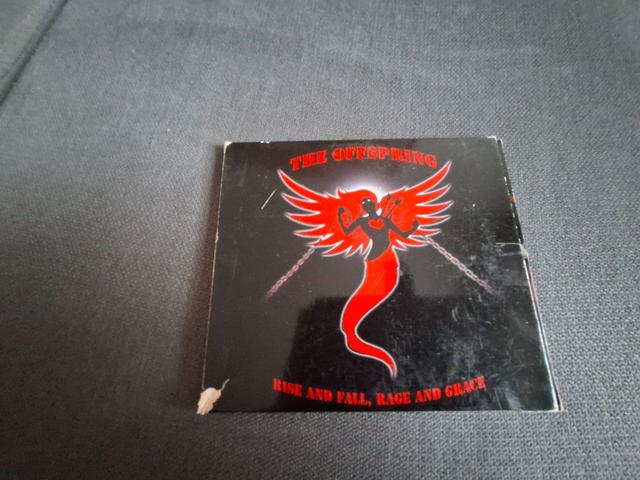 THE OFFSPRING
RISE AND FALL, RAGE AND GRACE